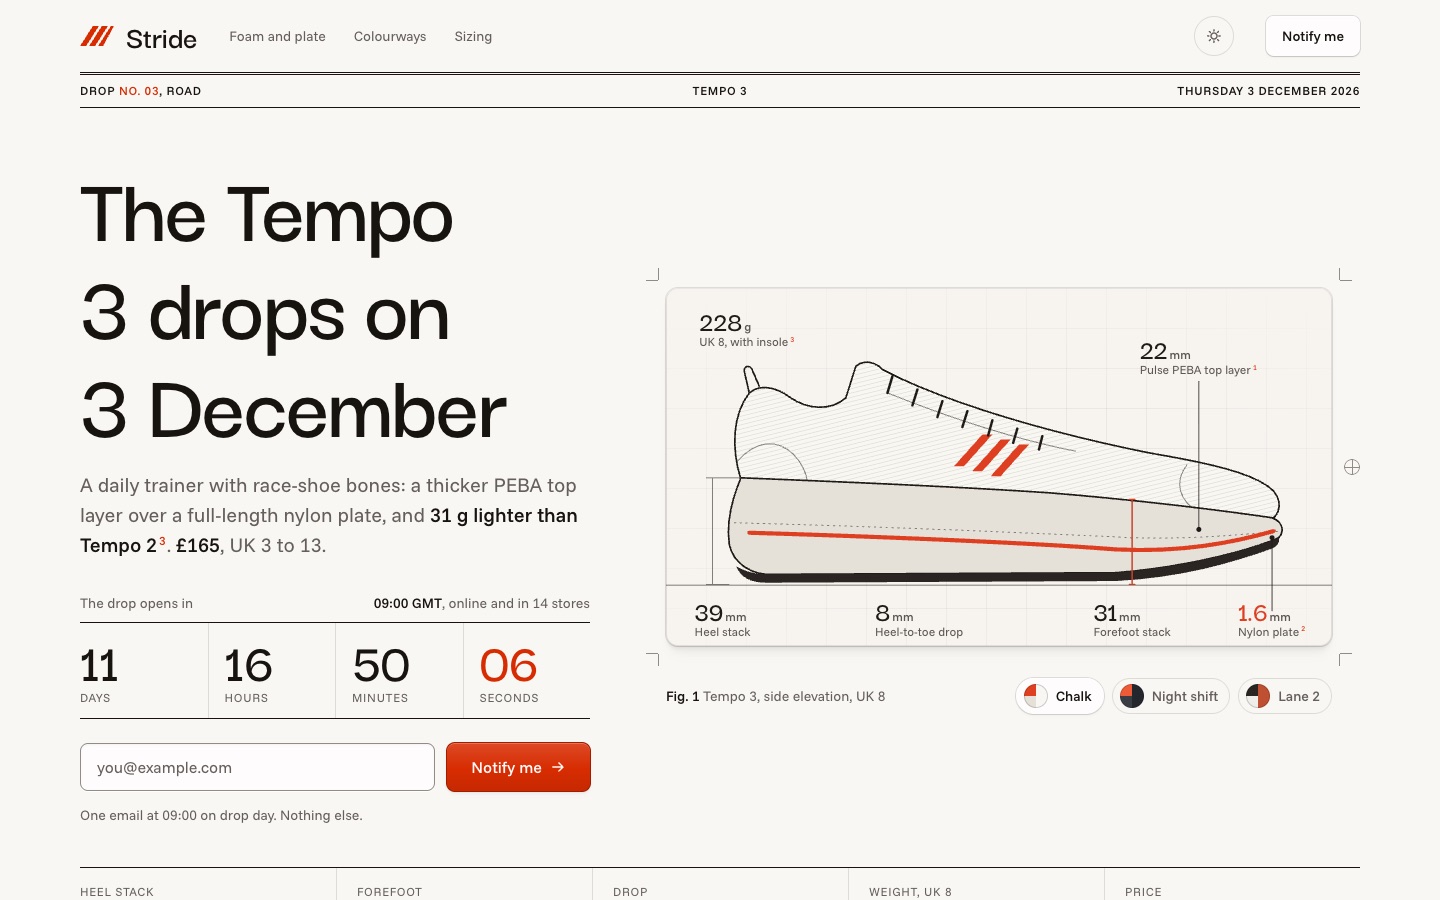 Stride
Foam and plate
Colourways
Sizing
Notify me
DROP NO. 03, ROAD
TEMPO 3
THURSDAY 3 DECEMBER 2026
The Tempo
3 drops on
3 December
A daily trainer with race-shoe bones: a thicker PEBA top
layer over a full-length nylon plate, and 31 g lighter than
Tempo 2 3. £165, UK 3 to 13.
The drop opens in
09:00 GMT, online and in 14 stores
11
DAYS
16
HOURS
50
MINUTES
06
SECONDS
you@example.com
Notify me →
One email at 09:00 on drop day. Nothing else.
228 g
UK 8, with insole 3
22 mm
Pulse PEBA top layer 1
39 mm
Heel stack
8 mm
Heel-to-toe drop
31 mm
Forefoot stack
1.6 mm
Nylon plate 2
Fig. 1 Tempo 3, side elevation, UK 8
Chalk
Night shift
Lane 2
HEEL STACK
FOREFOOT
DROP
WEIGHT, UK 8
PRICE